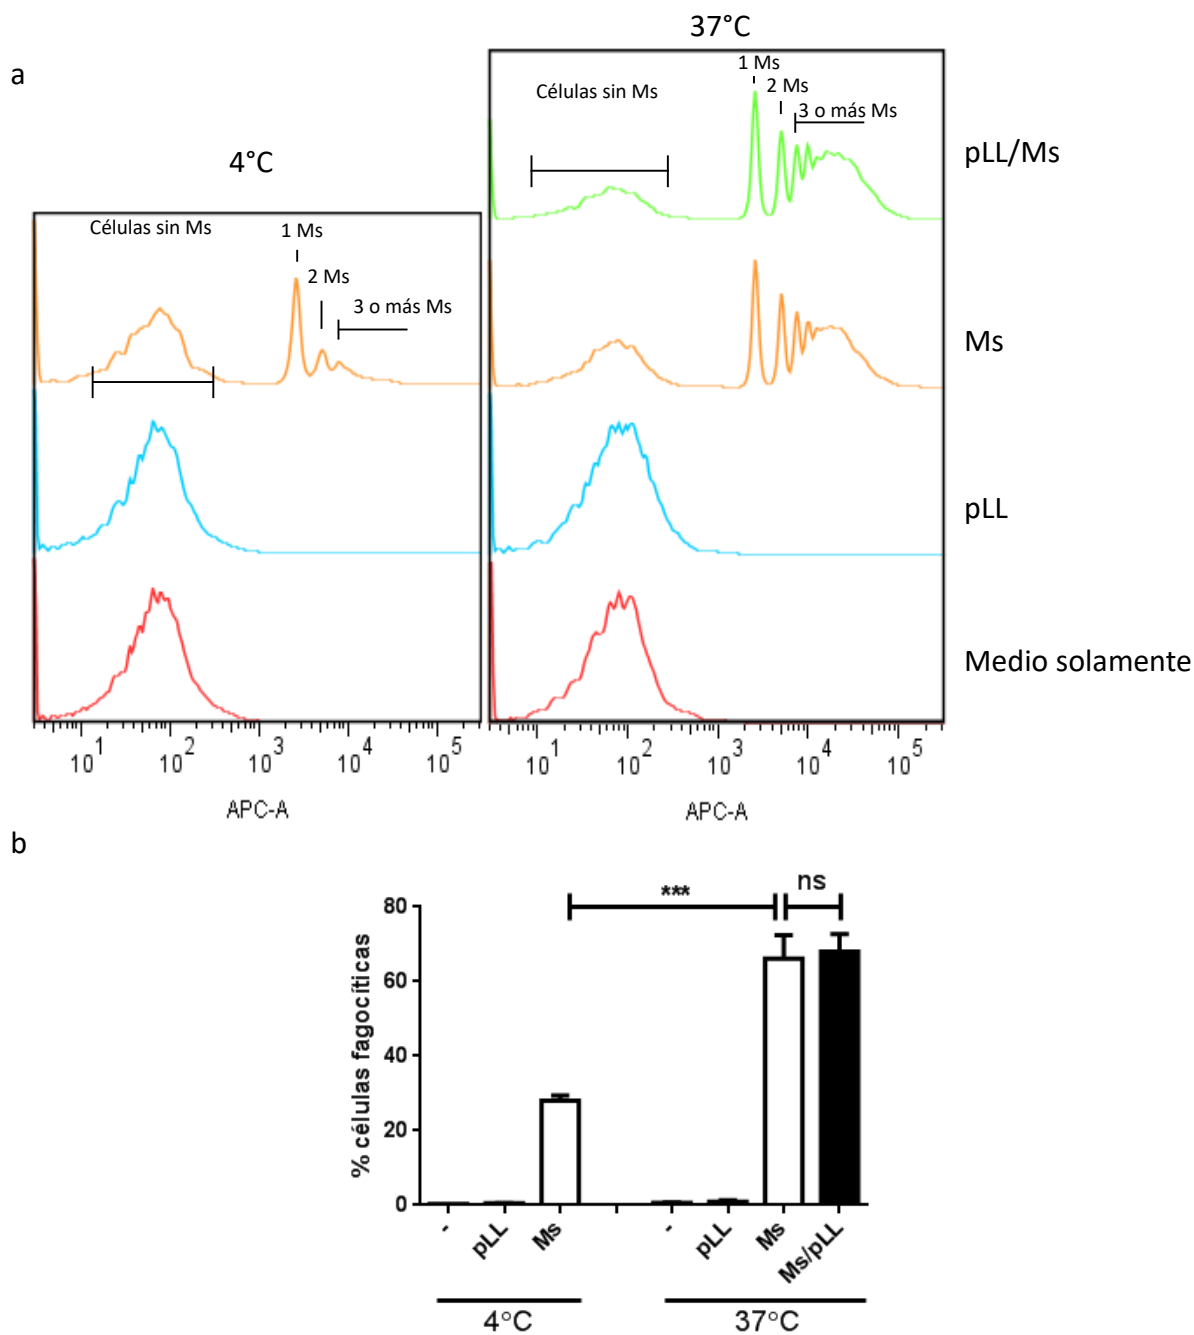 a
4°C
Células sin Ms
1 Ms
2 Ms
3 o más Ms
10^1 10^2 10^3 10^4 10^5
APC-A
37°C
Células sin Ms
1 Ms
2 Ms
3 o más Ms
10^1 10^2 10^3 10^4 10^5
APC-A
pLL/Ms
Ms
pLL
Medio solamente
b
% células fagocíticas
80
60
40
20
0
***
ns
- pLL Ms - pLL Ms Ms/pLL
4°C 37°C